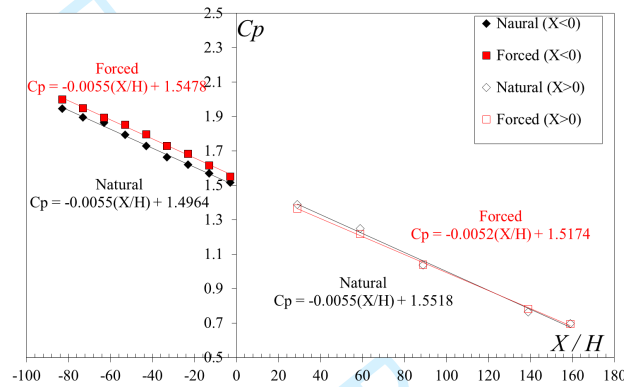 2.5
Cp
Naural (X<0)
2.3
Forced (X<0)
2.1
Natural (X>0)
Forced
Forced (X>0)
Cp = -0.0055(X/H) + 1.5478
1.9
1.7
Natural
1.5
Cp = -0.0055(X/H) + 1.4964
Forced
1.3
Cp = -0.0052(X/H) + 1.5174
1.1
Natural
0.9
Cp = -0.0055(X/H) + 1.5518
0.7
X / H
0.5
-100 -80 -60 -40 -20 0 20 40 60 80 100 120 140 160 180